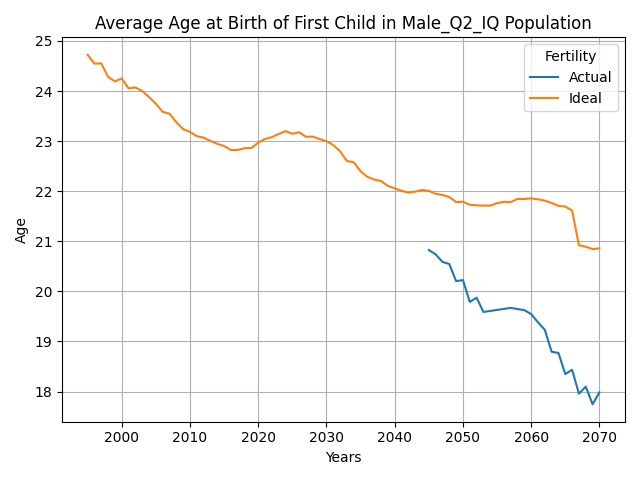 Average Age at Birth of First Child in Male_Q2_IQ Population
Fertility
Actual
Ideal
Age
25
24
23
22
21
20
19
18
2000 2010 2020 2030 2040 2050 2060 2070
Years